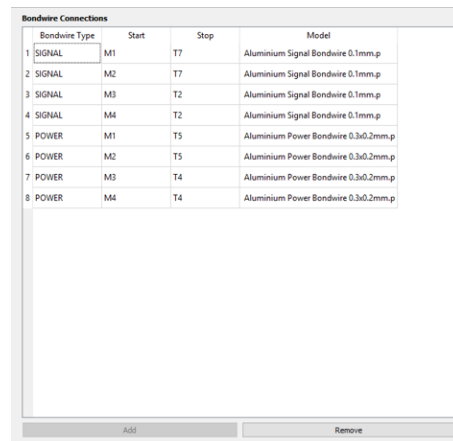 Bondwire Connections
Bondwire Type Start Stop Model
1 SIGNAL M1 T7 Aluminium Signal Bondwire 0.1mm.p
2 SIGNAL M2 T7 Aluminium Signal Bondwire 0.1mm.p
3 SIGNAL M3 T2 Aluminium Signal Bondwire 0.1mm.p
4 SIGNAL M4 T2 Aluminium Signal Bondwire 0.1mm.p
5 POWER M1 T5 Aluminium Power Bondwire 0.3x0.2mm.p
6 POWER M2 T5 Aluminium Power Bondwire 0.3x0.2mm.p
7 POWER M3 T4 Aluminium Power Bondwire 0.3x0.2mm.p
8 POWER M4 T4 Aluminium Power Bondwire 0.3x0.2mm.p
Add Remove